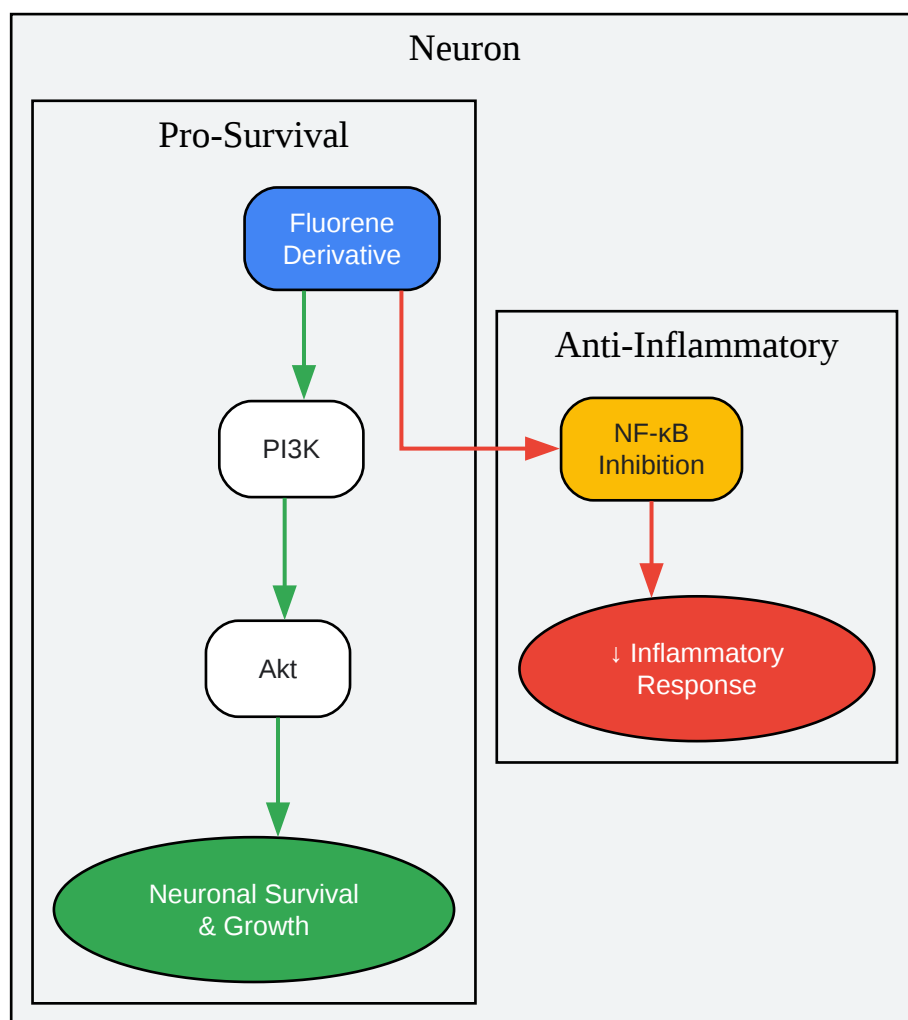 Neuron
Pro-Survival
Fluorene
Derivative
PI3K
Akt
Neuronal Survival
& Growth
Anti-Inflammatory
NF-κB
Inhibition
↓ Inflammatory
Response